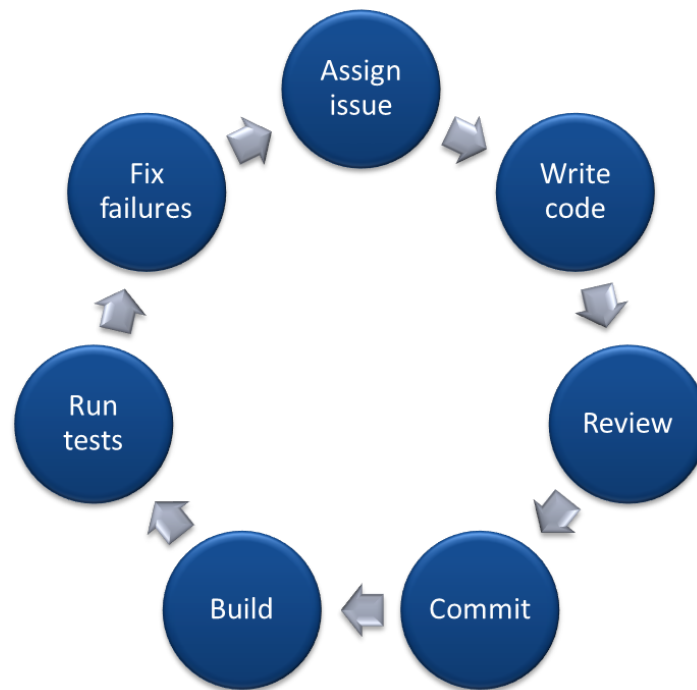 Assign
issue
Write
code
Review
Commit
Build
Run
tests
Fix
failures